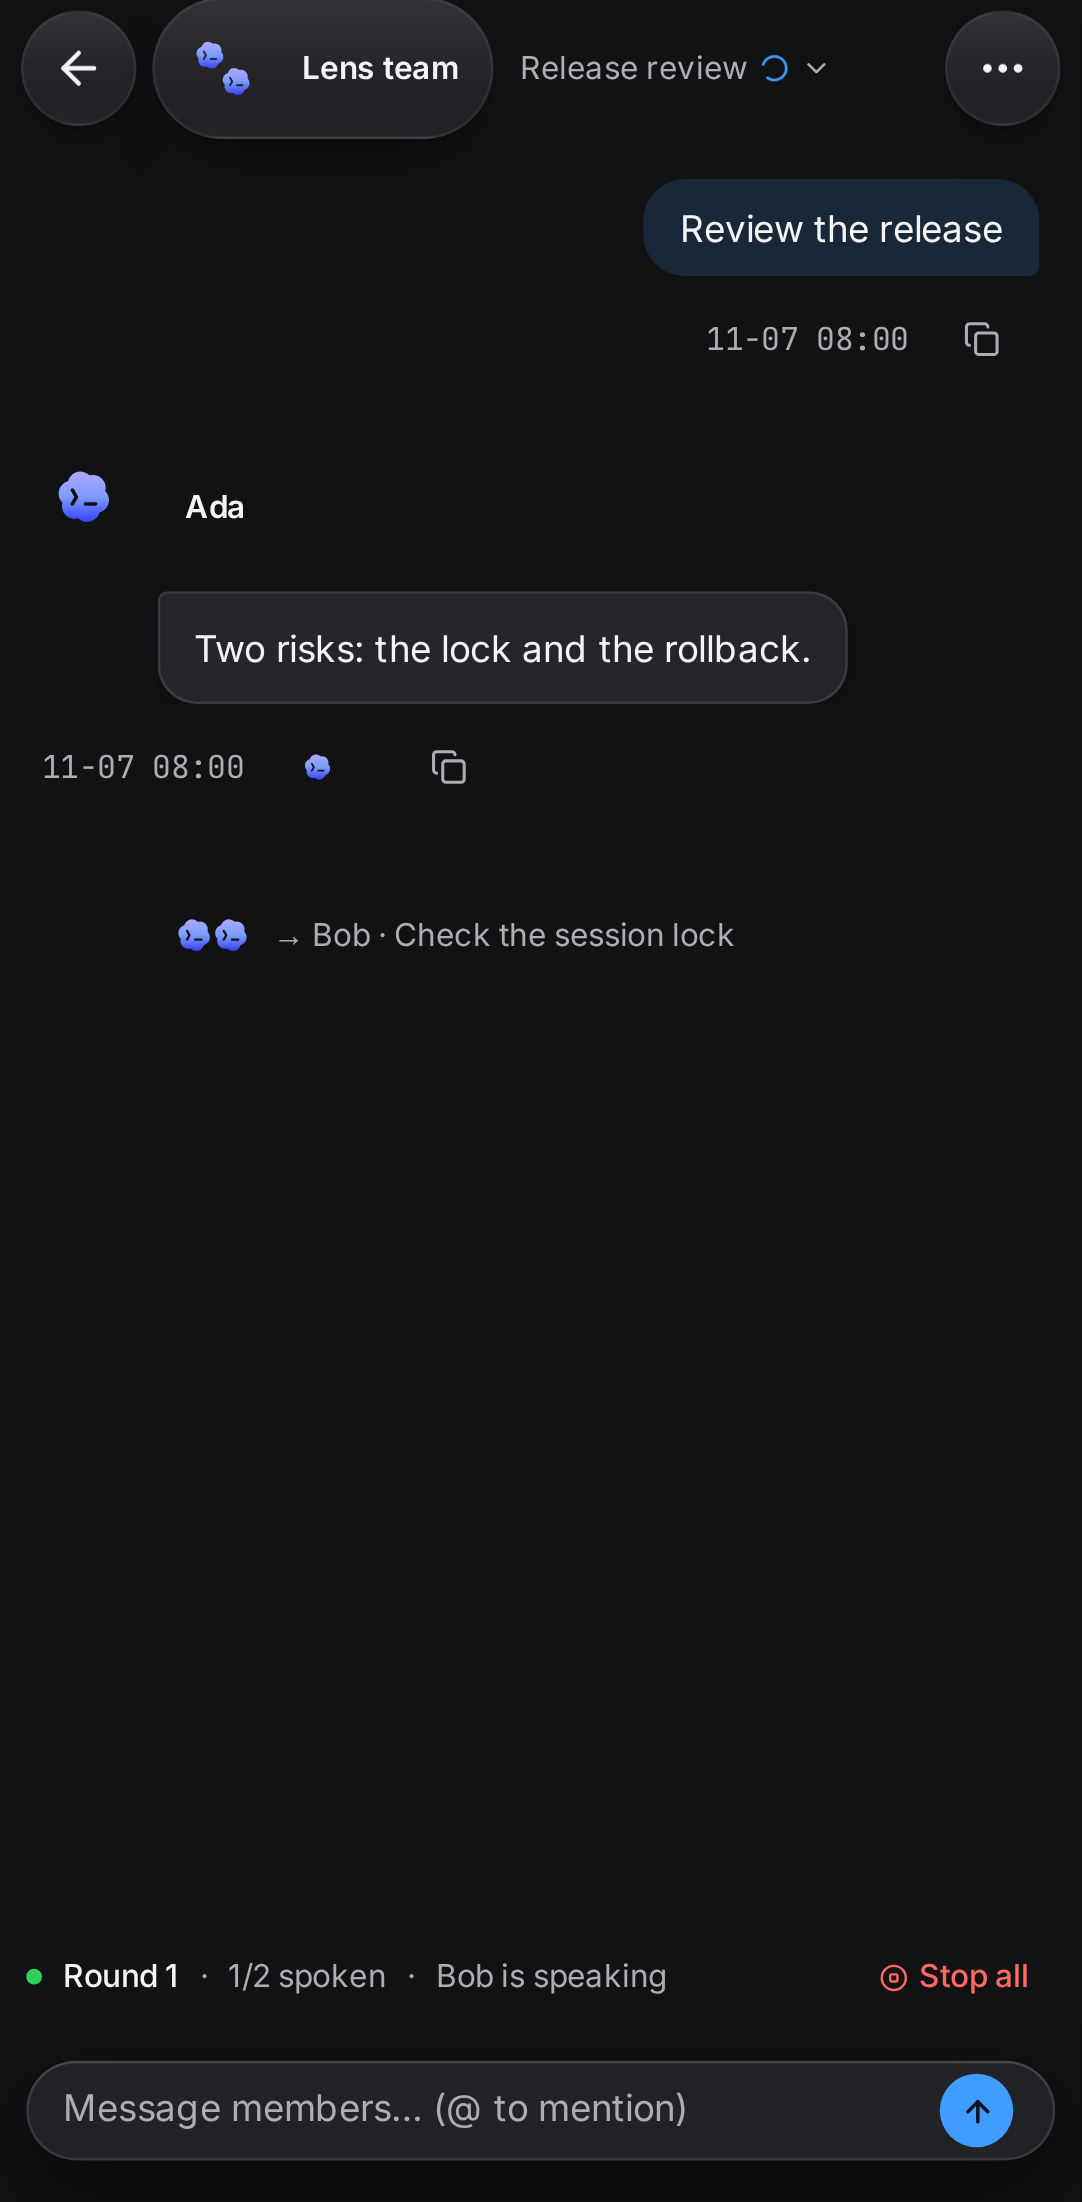 Lens team
Release review
Review the release
11-07 08:00
Ada
Two risks: the lock and the rollback.
11-07 08:00
→ Bob · Check the session lock
Round 1 · 1/2 spoken · Bob is speaking
Stop all
Message members... (@ to mention)